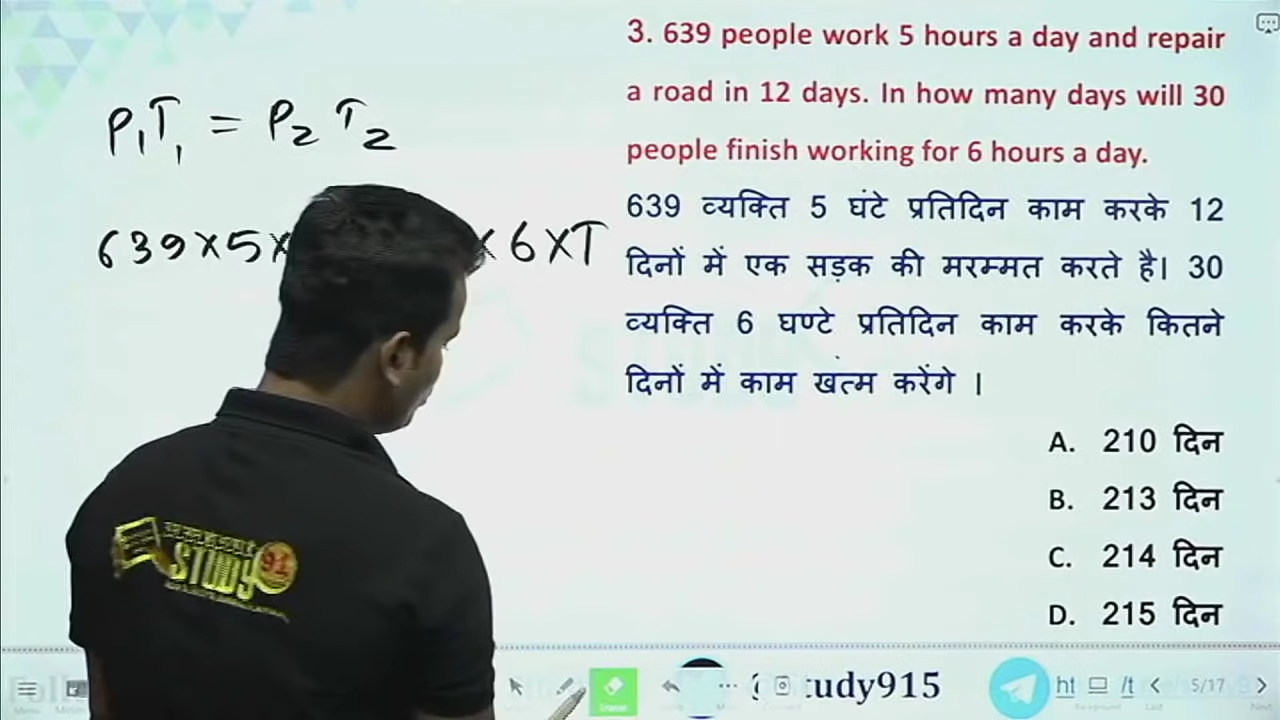 3. 639 people work 5 hours a day and repair
a road in 12 days. In how many days will 30
people finish working for 6 hours a day.
P₁T₁ = P₂ T₂
639×5× × 6 ×T
639 व्यक्ति 5 घंटे प्रतिदिन काम करके 12
दिनों में एक सड़क की मरम्मत करते है। 30
व्यक्ति 6 घण्टे प्रतिदिन काम करके कितने
दिनों में काम खत्म करेंगे ।
A. 210 दिन
B. 213 दिन
C. 214 दिन
D. 215 दिन
STUDY 91
tudy915
5/17